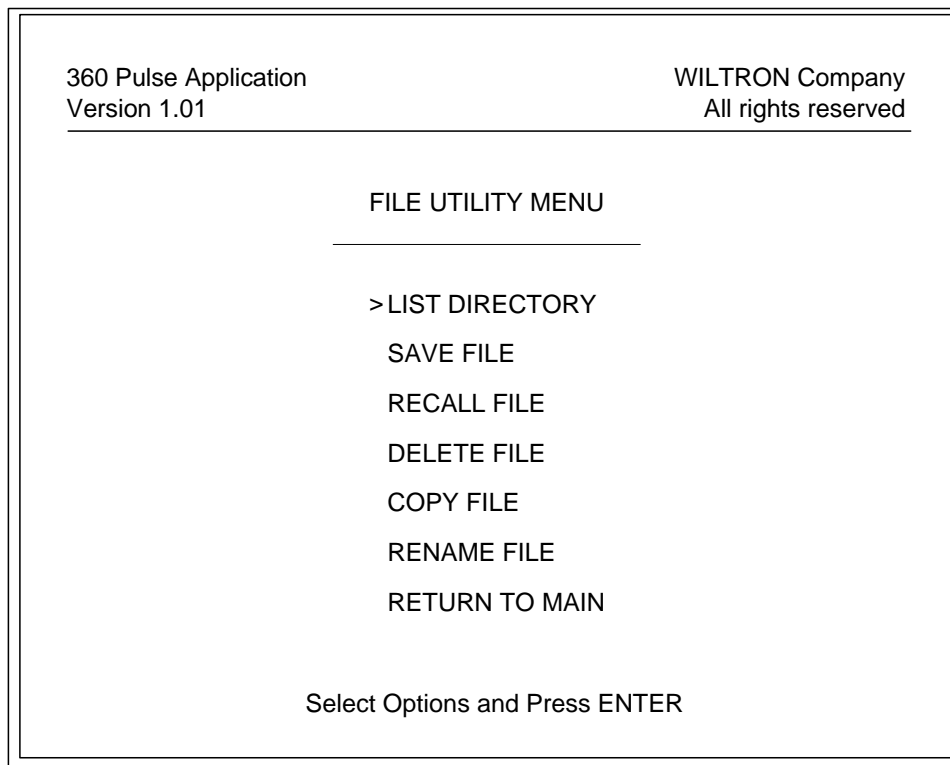 360 Pulse Application
Version 1.01
WILTRON Company
All rights reserved
FILE UTILITY MENU
>LIST DIRECTORY
SAVE FILE
RECALL FILE
DELETE FILE
COPY FILE
RENAME FILE
RETURN TO MAIN
Select Options and Press ENTER